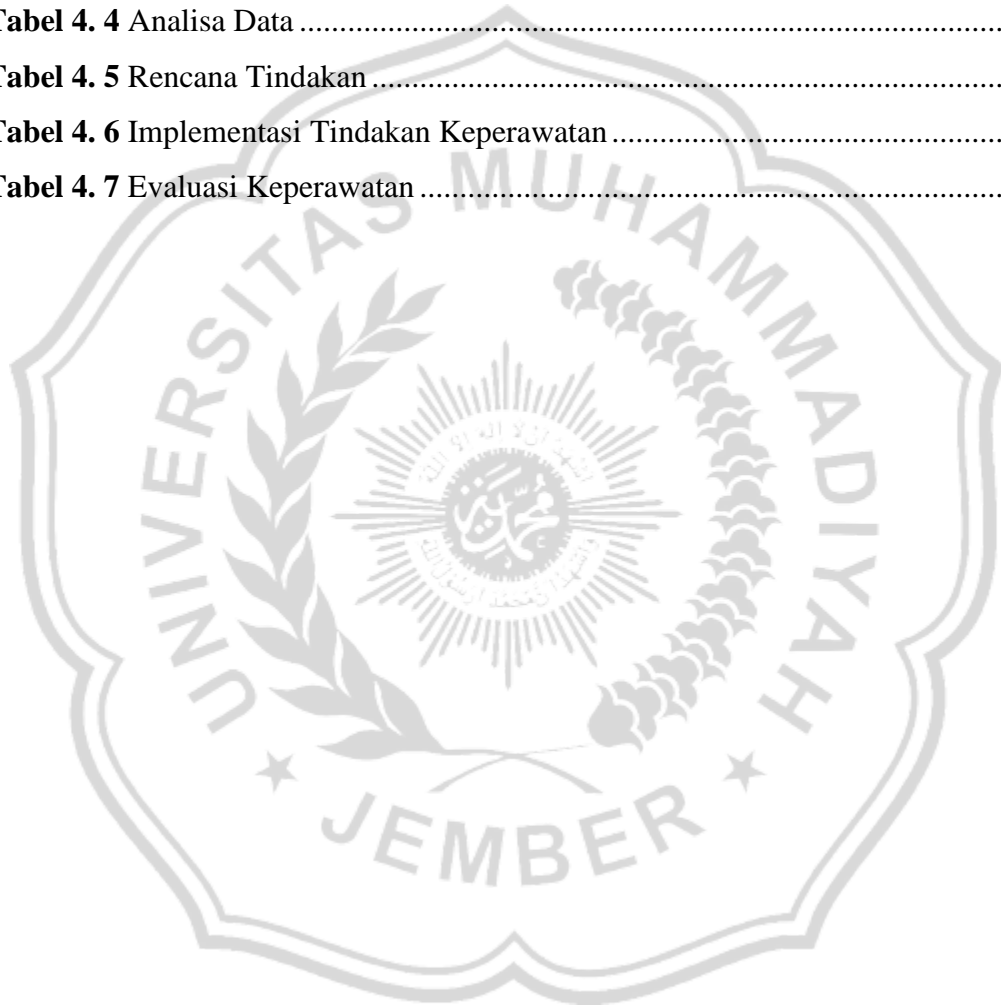 Tabel 4. 4 Analisa Data ........................................................................................
Tabel 4. 5 Rencana Tindakan ...............................................................................
Tabel 4. 6 Implementasi Tindakan Keperawatan .................................................
Tabel 4. 7 Evaluasi Keperawatan .........................................................................
UNIVERSITAS MUHAMMADIYAH
JEMBER